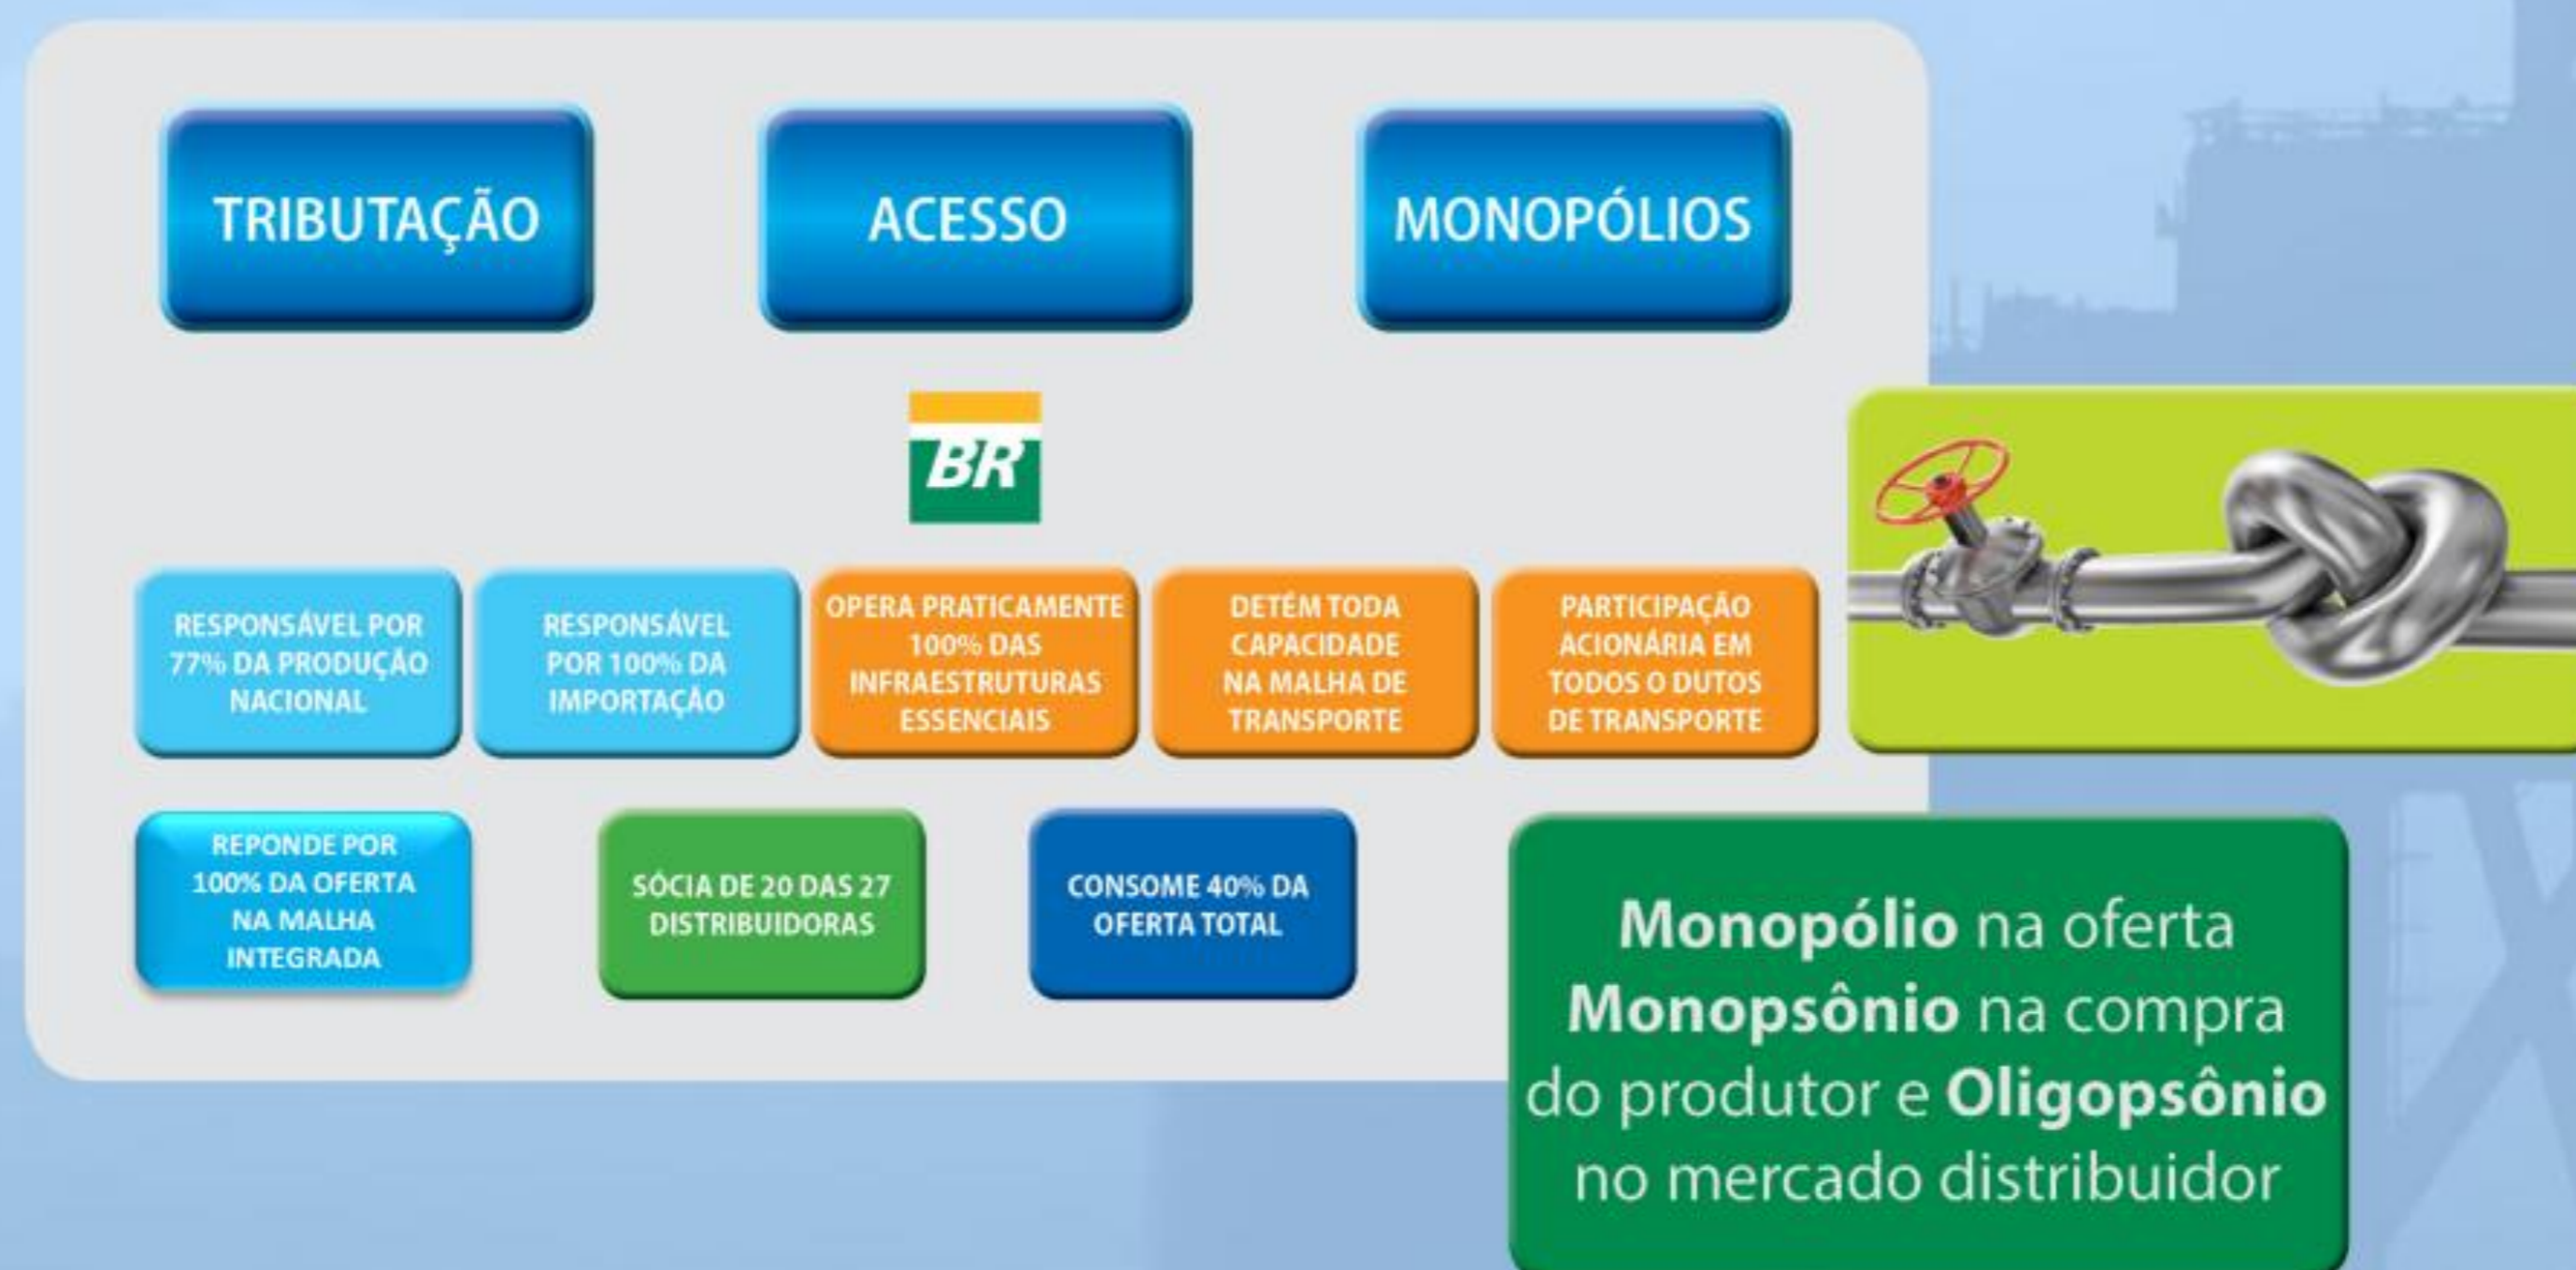 TRIBUTAÇÃO
ACESSO
MONOPÓLIOS
BR
RESPONSÁVEL POR
77% DA PRODUÇÃO
NACIONAL
RESPONSÁVEL
POR 100% DA
IMPORTAÇÃO
OPERA PRATICAMENTE
100% DAS
INFRAESTRUTURAS
ESSENCIAIS
DETÉM TODA
CAPACIDADE
NA MALHA DE
TRANSPORTE
PARTICIPAÇÃO
ACIONÁRIA EM
TODOS O DUTOS
DE TRANSPORTE
REPONDE POR
100% DA OFERTA
NA MALHA
INTEGRADA
SÓCIA DE 20 DAS 27
DISTRIBUIDORAS
CONSOME 40% DA
OFERTA TOTAL
Monopólio na oferta
Monopsônio na compra
do produtor e Oligopsônio
no mercado distribuidor